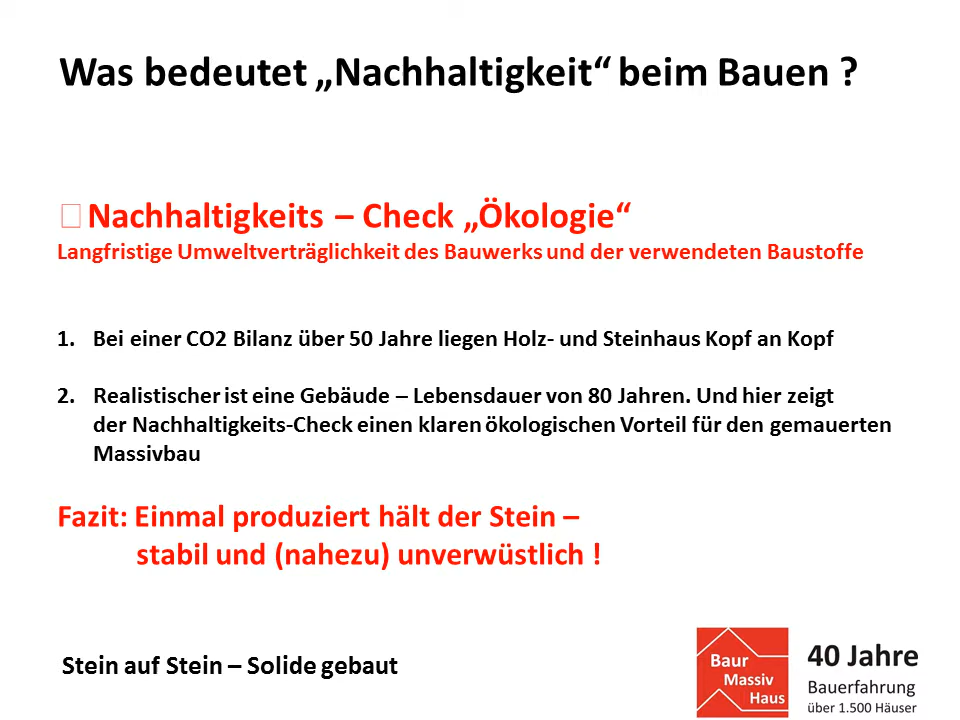 Was bedeutet „Nachhaltigkeit“ beim Bauen ?
Nachhaltigkeits – Check „Ökologie“
Langfristige Umweltverträglichkeit des Bauwerks und der verwendeten Baustoffe
1. Bei einer CO2 Bilanz über 50 Jahre liegen Holz- und Steinhaus Kopf an Kopf
2. Realistischer ist eine Gebäude – Lebensdauer von 80 Jahren. Und hier zeigt
der Nachhaltigkeits-Check einen klaren ökologischen Vorteil für den gemauerten
Massivbau
Fazit: Einmal produziert hält der Stein –
stabil und (nahezu) unverwüstlich !
Stein auf Stein – Solide gebaut
Baur
Massiv
Haus
40 Jahre
Bauerfahrung
über 1.500 Häuser